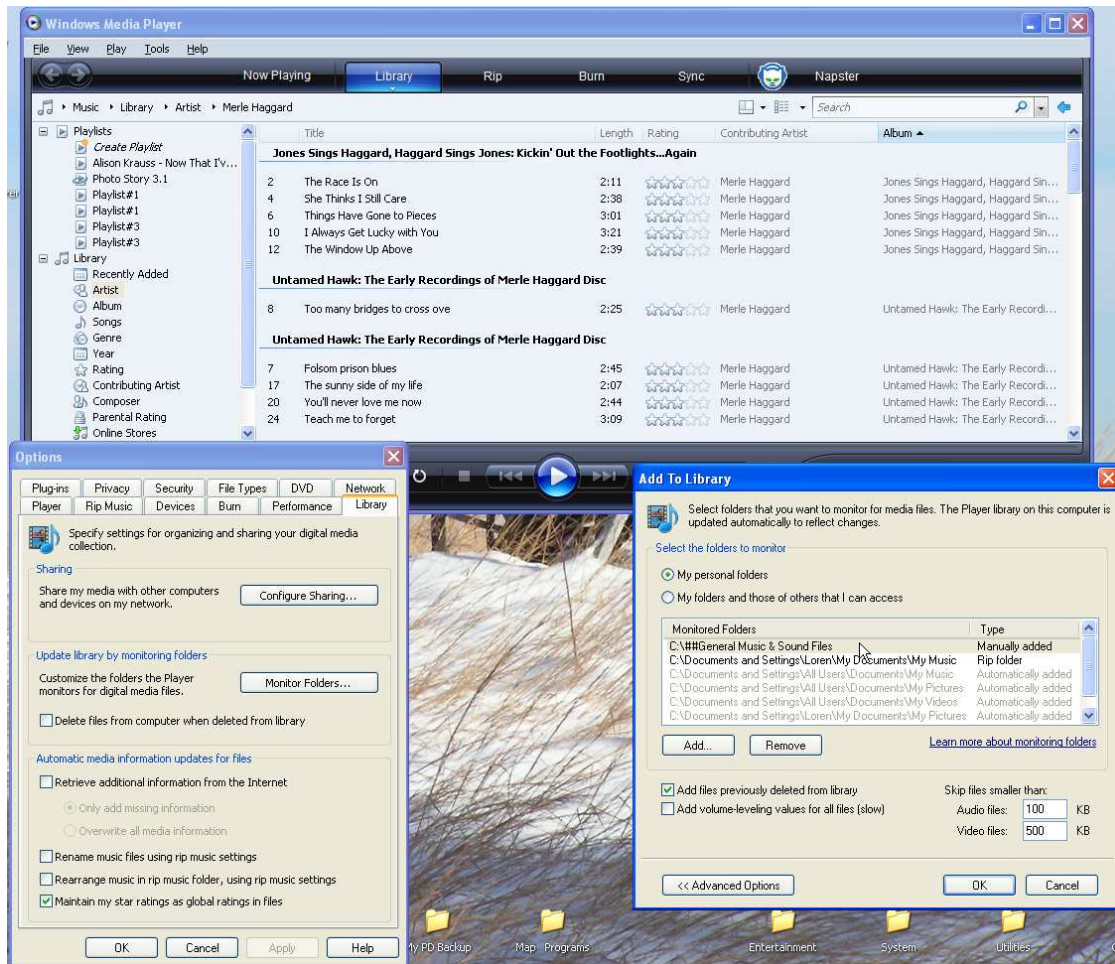 Windows Media Player
File View Play Tools Help
Now Playing Library Rip Burn Sync Napster
Music Library Artist Merle Haggard Search
Playlists
Create Playlist
Alison Krauss - Now That I'v...
Photo Story 3.1
Playlist#1
Playlist#1
Playlist#3
Playlist#3
Library
Recently Added
Artist
Album
Songs
Genre
Year
Rating
Contributing Artist
Composer
Parental Rating
Online Stores
Title Length Rating Contributing Artist Album
Jones Sings Haggard, Haggard Sings Jones: Kickin' Out the Footlights...Again
2 The Race Is On 2:11 Merle Haggard Jones Sings Haggard, Haggard Sin...
4 She Thinks I Still Care 2:38 Merle Haggard Jones Sings Haggard, Haggard Sin...
6 Things Have Gone to Pieces 3:01 Merle Haggard Jones Sings Haggard, Haggard Sin...
10 I Always Get Lucky with You 3:21 Merle Haggard Jones Sings Haggard, Haggard Sin...
12 The Window Up Above 2:39 Merle Haggard Jones Sings Haggard, Haggard Sin...
Untamed Hawk: The Early Recordings of Merle Haggard Disc
8 Too many bridges to cross ove 2:25 Merle Haggard Untamed Hawk: The Early Recordi...
Untamed Hawk: The Early Recordings of Merle Haggard Disc
7 Folsom prison blues 2:45 Merle Haggard Untamed Hawk: The Early Recordi...
17 The sunny side of my life 2:07 Merle Haggard Untamed Hawk: The Early Recordi...
20 You'll never love me now 2:44 Merle Haggard Untamed Hawk: The Early Recordi...
24 Teach me to forget 3:09 Merle Haggard Untamed Hawk: The Early Recordi...
Options
Plug-ins Privacy Security File Types DVD Network
Player Rip Music Devices Burn Performance Library
Specify settings for organizing and sharing your digital media
collection.
Sharing
Share my media with other computers
and devices on my network.
Configure Sharing...
Update library by monitoring folders
Customize the folders the Player
monitors for digital media files.
Monitor Folders...
Delete files from computer when deleted from library
Automatic media information updates for files
Retrieve additional information from the Internet
Only add missing information
Overwrite all media information
Rename music files using rip music settings
Rearrange music in rip music folder, using rip music settings
Maintain my star ratings as global ratings in files
OK Cancel Apply Help
Add To Library
Select folders that you want to monitor for media files. The Player library on this computer is
updated automatically to reflect changes.
Select the folders to monitor
My personal folders
My folders and those of others that I can access
Monitored Folders Type
C:\##General Music & Sound Files Manually added
C:\Documents and Settings\Loren\My Documents\My Music Rip folder
C:\Documents and Settings\All Users\Documents\My Music Automatically added
C:\Documents and Settings\All Users\Documents\My Pictures Automatically added
C:\Documents and Settings\All Users\Documents\My Videos Automatically added
C:\Documents and Settings\Loren\My Documents\My Pictures Automatically added
Add... Remove Learn more about monitoring folders
Add files previously deleted from library Skip files smaller than:
Add volume-leveling values for all files (slow) Audio files: 100 KB
Video files: 500 KB
<< Advanced Options OK Cancel
PD Backup Map Programs Entertainment System Utilities